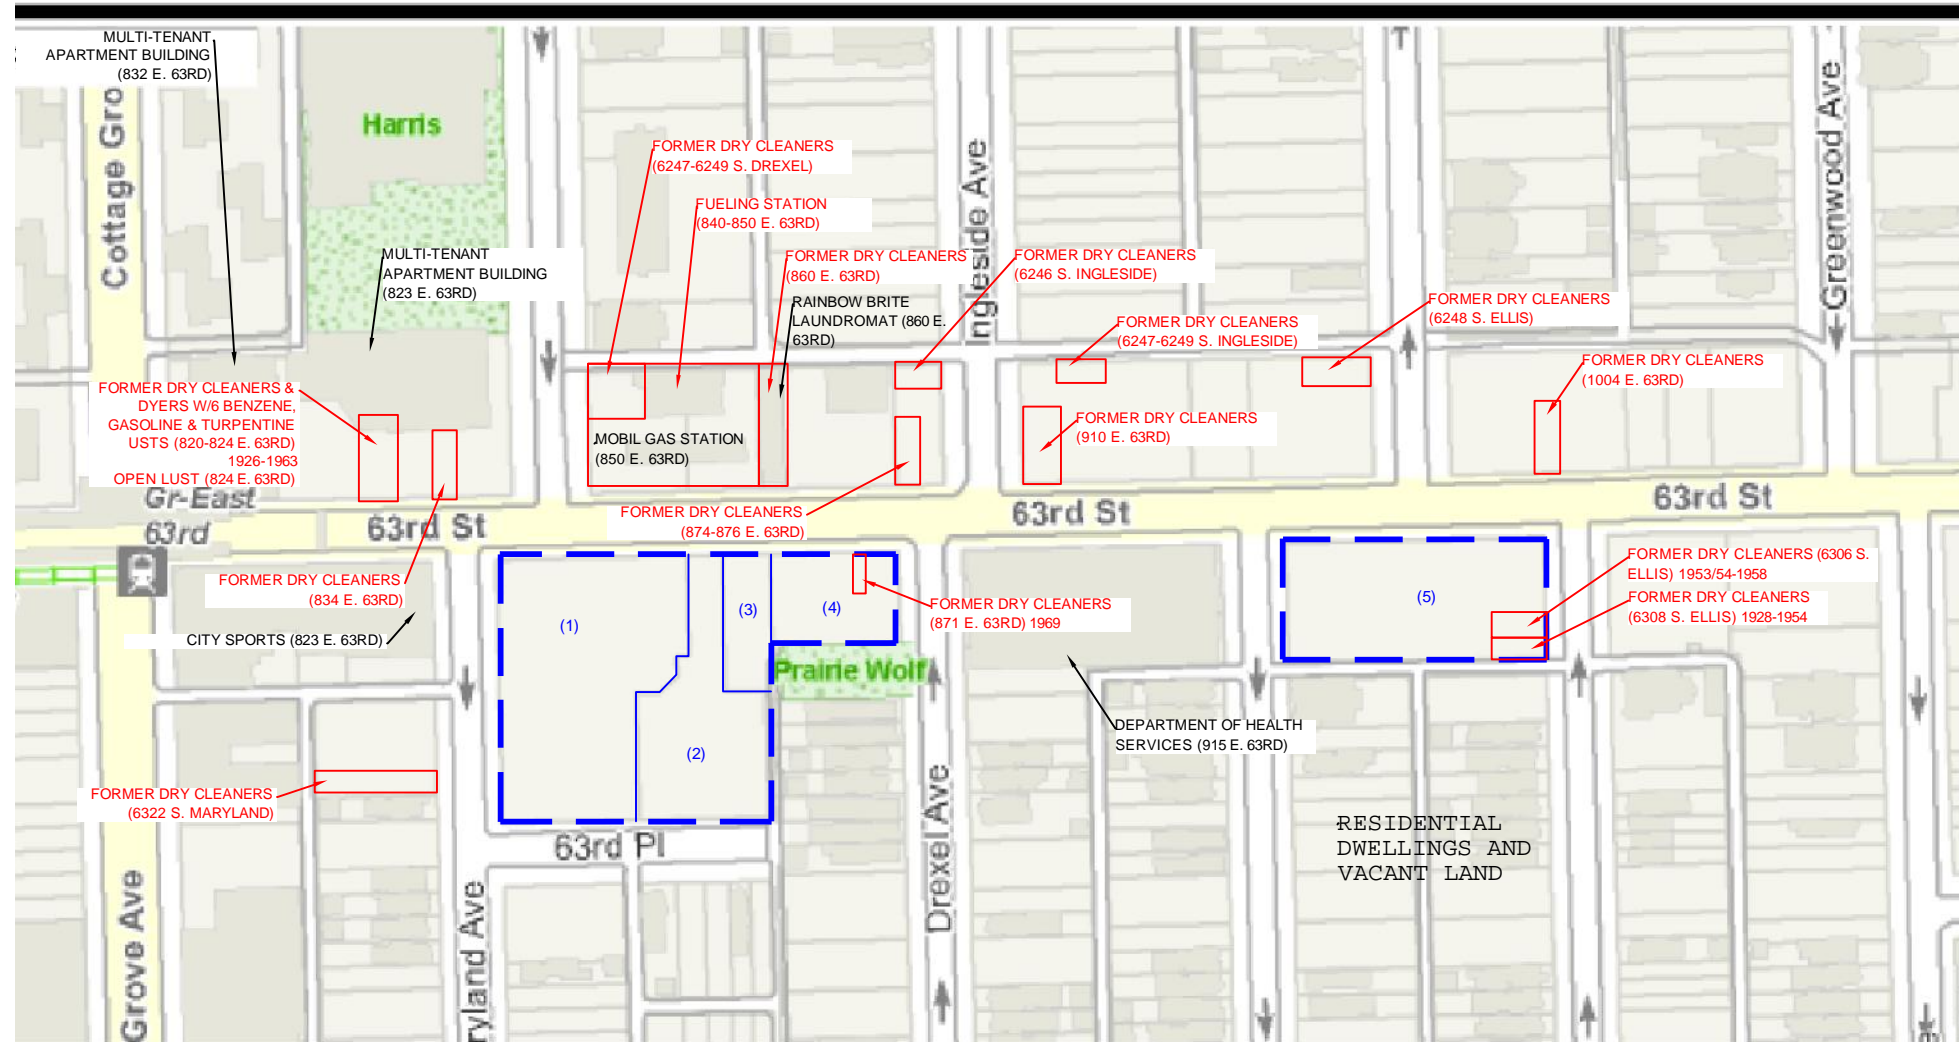 MULTI-TENANT
APARTMENT BUILDING
(832 E. 63RD)
Cottage Gro
Harris
FORMER DRY CLEANERS
(6247-6249 S. DREXEL)
FUELING STATION
(840-850 E. 63RD)
MULTI-TENANT
APARTMENT BUILDING
(823 E. 63RD)
FORMER DRY CLEANERS
(860 E. 63RD)
RAINBOW BRITE
LAUNDROMAT (860 E.
63RD)
Ingleside Ave
FORMER DRY CLEANERS
(6246 S. INGLESIDE)
FORMER DRY CLEANERS
(6247-6249 S. INGLESIDE)
FORMER DRY CLEANERS
(6248 S. ELLIS)
Greenwood Ave
FORMER DRY CLEANERS
(1004 E. 63RD)
FORMER DRY CLEANERS &
DYERS W/6 BENZENE,
GASOLINE & TURPENTINE
USTS (820-824 E. 63RD)
1926-1963
OPEN LUST (824 E. 63RD)
MOBIL GAS STATION
(850 E. 63RD)
FORMER DRY CLEANERS
(910 E. 63RD)
Gr-East
63rd
63rd St
FORMER DRY CLEANERS
(874-876 E. 63RD)
63rd St
63rd St
FORMER DRY CLEANERS
(834 E. 63RD)
CITY SPORTS (823 E. 63RD)
(1)
(3)
(4)
FORMER DRY CLEANERS
(871 E. 63RD) 1969
(5)
FORMER DRY CLEANERS (6306 S.
ELLIS) 1953/54-1958
FORMER DRY CLEANERS
(6308 S. ELLIS) 1928-1954
Prairie Wolf
(2)
DEPARTMENT OF HEALTH
SERVICES (915 E. 63RD)
FORMER DRY CLEANERS
(6322 S. MARYLAND)
63rd Pl
Drexel Ave
RESIDENTIAL
DWELLINGS AND
VACANT LAND
Grove Ave
ryland Ave